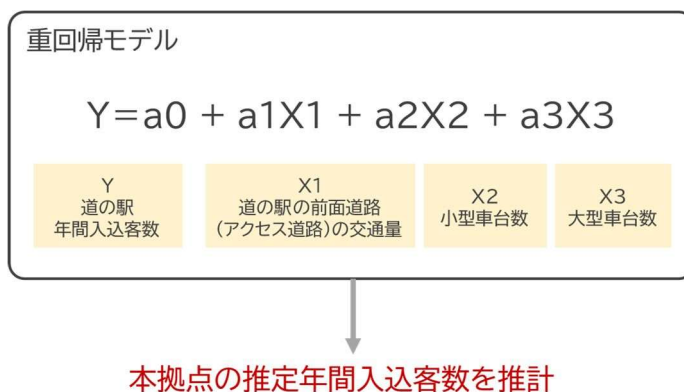 重回帰モデル
Y=a0 + a1X1 + a2X2 + a3X3
Y
道の駅
年間入込客数
X1
道の駅の前面道路
(アクセス道路)の交通量
X2
小型車台数
X3
大型車台数
本拠点の推定年間入込客数を推計